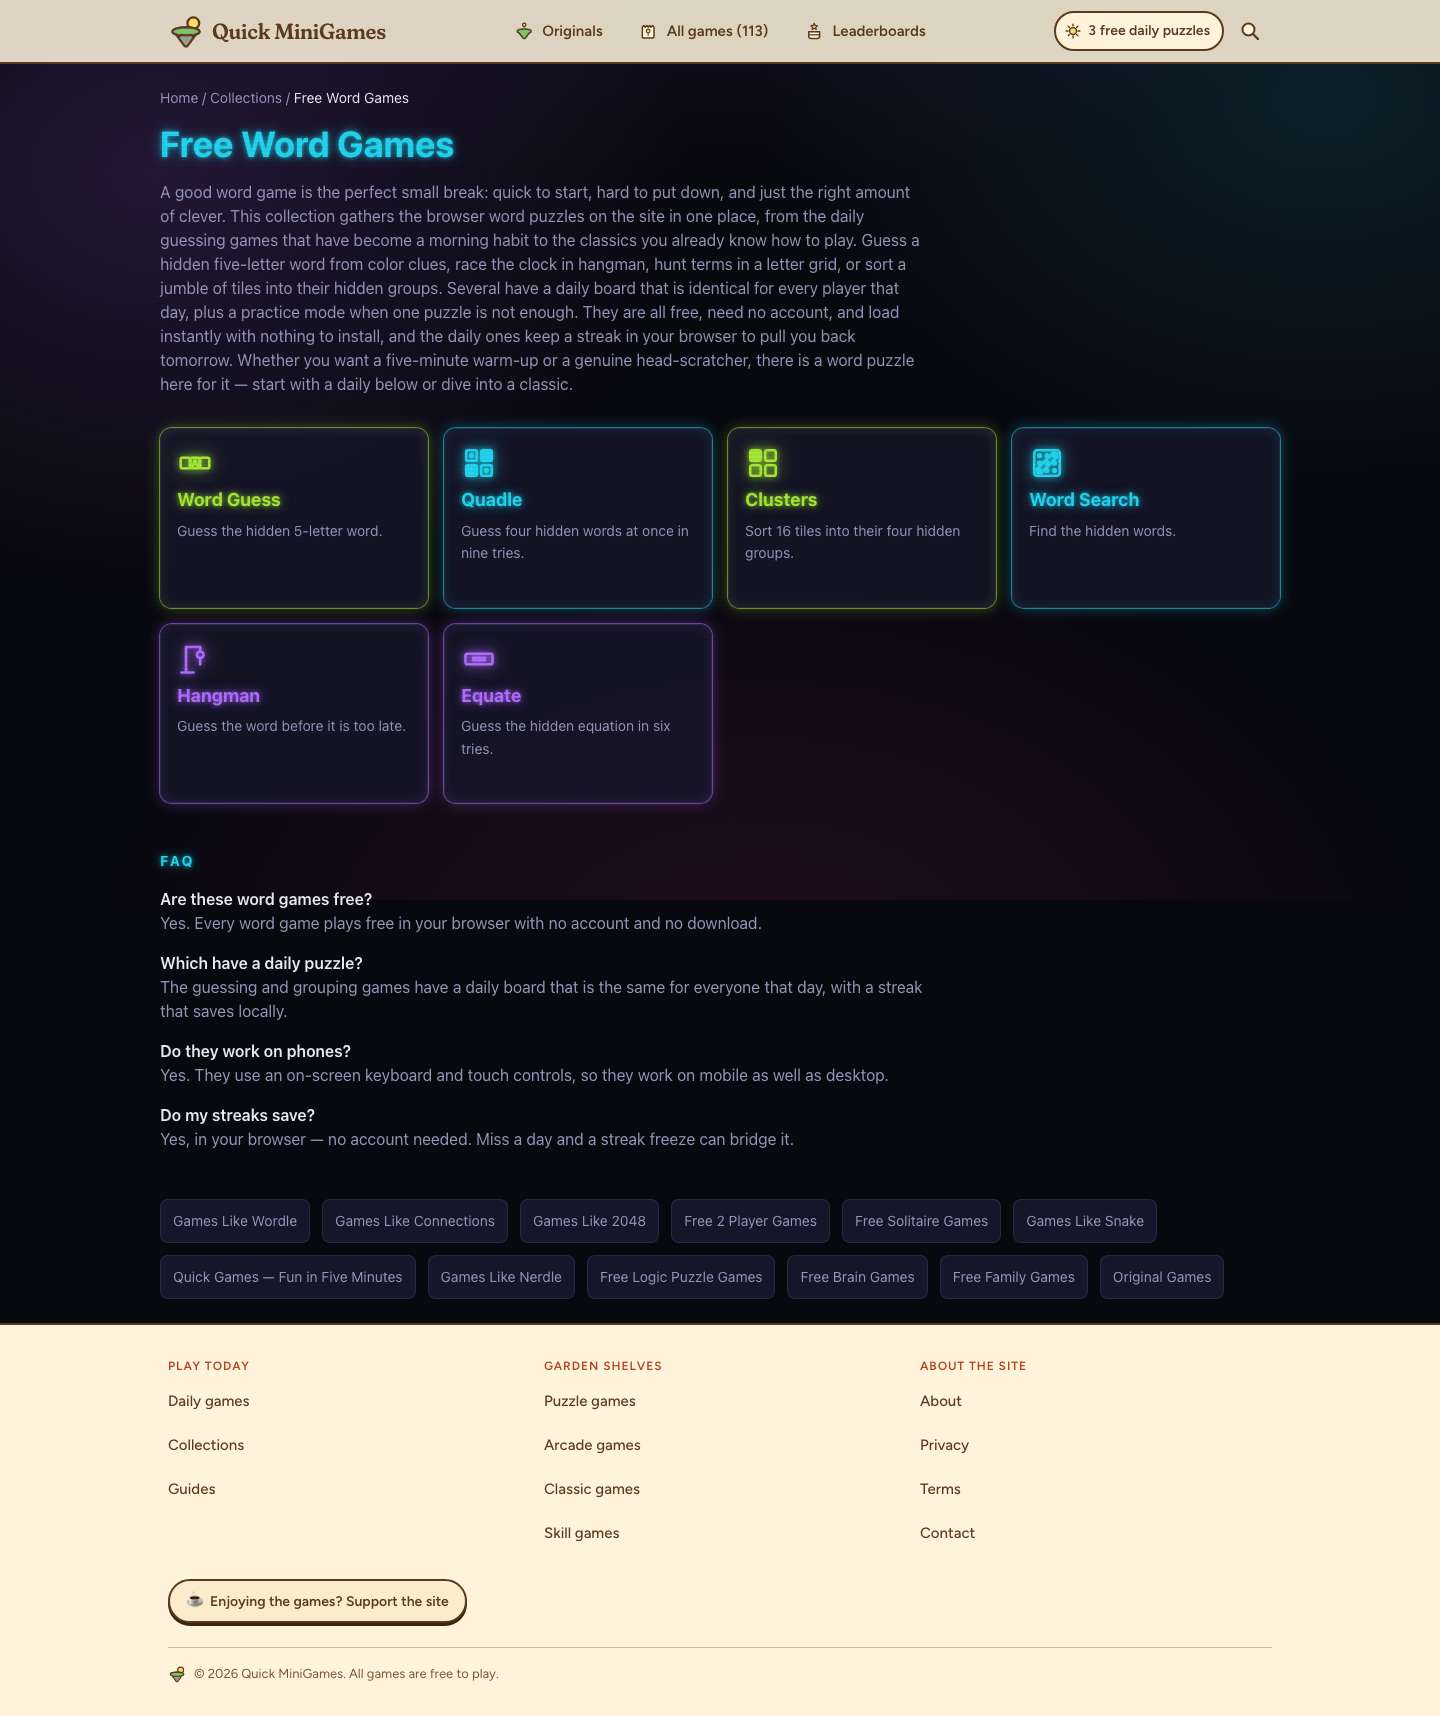 Quick MiniGames
Originals
All games (113)
Leaderboards
3 free daily puzzles
Home / Collections / Free Word Games
Free Word Games
A good word game is the perfect small break: quick to start, hard to put down, and just the right amount
of clever. This collection gathers the browser word puzzles on the site in one place, from the daily
guessing games that have become a morning habit to the classics you already know how to play. Guess a
hidden five-letter word from color clues, race the clock in hangman, hunt terms in a letter grid, or sort a
jumble of tiles into their hidden groups. Several have a daily board that is identical for every player that
day, plus a practice mode when one puzzle is not enough. They are all free, need no account, and load
instantly with nothing to install, and the daily ones keep a streak in your browser to pull you back
tomorrow. Whether you want a five-minute warm-up or a genuine head-scratcher, there is a word puzzle
here for it — start with a daily below or dive into a classic.
Word Guess
Guess the hidden 5-letter word.
Quadle
Guess four hidden words at once in
nine tries.
Clusters
Sort 16 tiles into their four hidden
groups.
Word Search
Find the hidden words.
Hangman
Guess the word before it is too late.
Equate
Guess the hidden equation in six
tries.
FAQ
Are these word games free?
Yes. Every word game plays free in your browser with no account and no download.
Which have a daily puzzle?
The guessing and grouping games have a daily board that is the same for everyone that day, with a streak
that saves locally.
Do they work on phones?
Yes. They use an on-screen keyboard and touch controls, so they work on mobile as well as desktop.
Do my streaks save?
Yes, in your browser — no account needed. Miss a day and a streak freeze can bridge it.
Games Like Wordle
Games Like Connections
Games Like 2048
Free 2 Player Games
Free Solitaire Games
Games Like Snake
Quick Games — Fun in Five Minutes
Games Like Nerdle
Free Logic Puzzle Games
Free Brain Games
Free Family Games
Original Games
PLAY TODAY
Daily games
Collections
Guides
GARDEN SHELVES
Puzzle games
Arcade games
Classic games
Skill games
ABOUT THE SITE
About
Privacy
Terms
Contact
Enjoying the games? Support the site
© 2026 Quick MiniGames. All games are free to play.